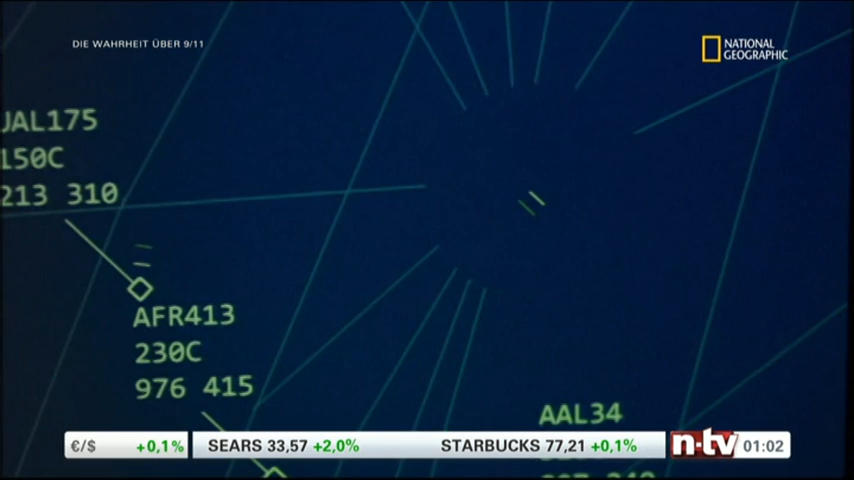 DIE WAHRHEIT ÜBER 9/11
NATIONAL
GEOGRAPHIC
JAL175
150C
213 310
AFR413
230C
976 415
AAL34
€/$ +0,1% SEARS 33,57 +2,0% STARBUCKS 77,21 +0,1% n-tv 01:02